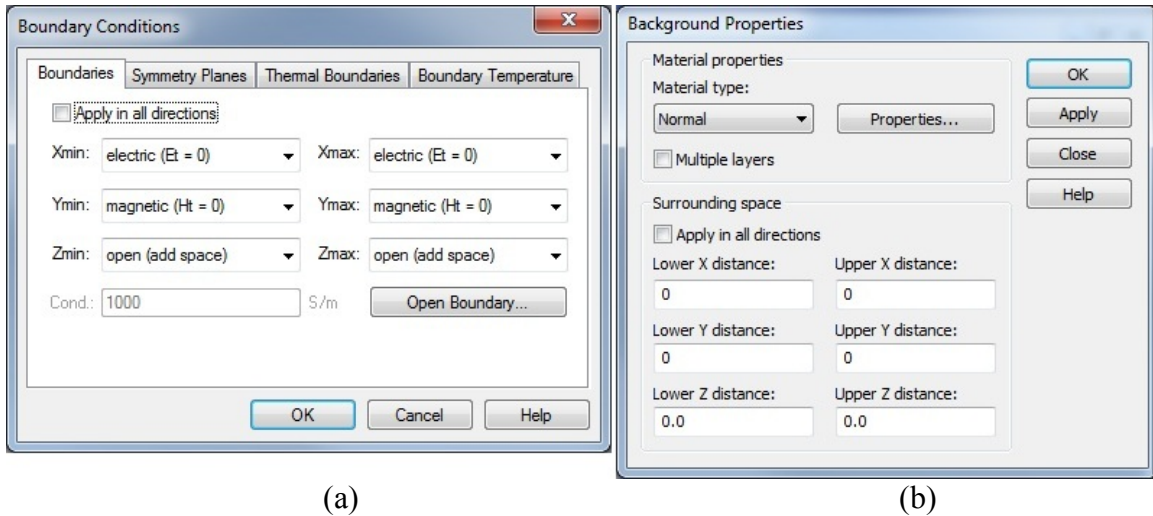 Boundary Conditions
Boundaries Symmetry Planes Thermal Boundaries Boundary Temperature
Apply in all directions
Xmin: electric (Et = 0) Xmax: electric (Et = 0)
Ymin: magnetic (Ht = 0) Ymax: magnetic (Ht = 0)
Zmin: open (add space) Zmax: open (add space)
Cond.: 1000 S/m Open Boundary...
OK Cancel Help
(a)
Background Properties
Material properties
Material type:
Normal Properties...
Multiple layers
Surrounding space
Apply in all directions
Lower X distance: Upper X distance:
0 0
Lower Y distance: Upper Y distance:
0 0
Lower Z distance: Upper Z distance:
0.0 0.0
OK
Apply
Close
Help
(b)